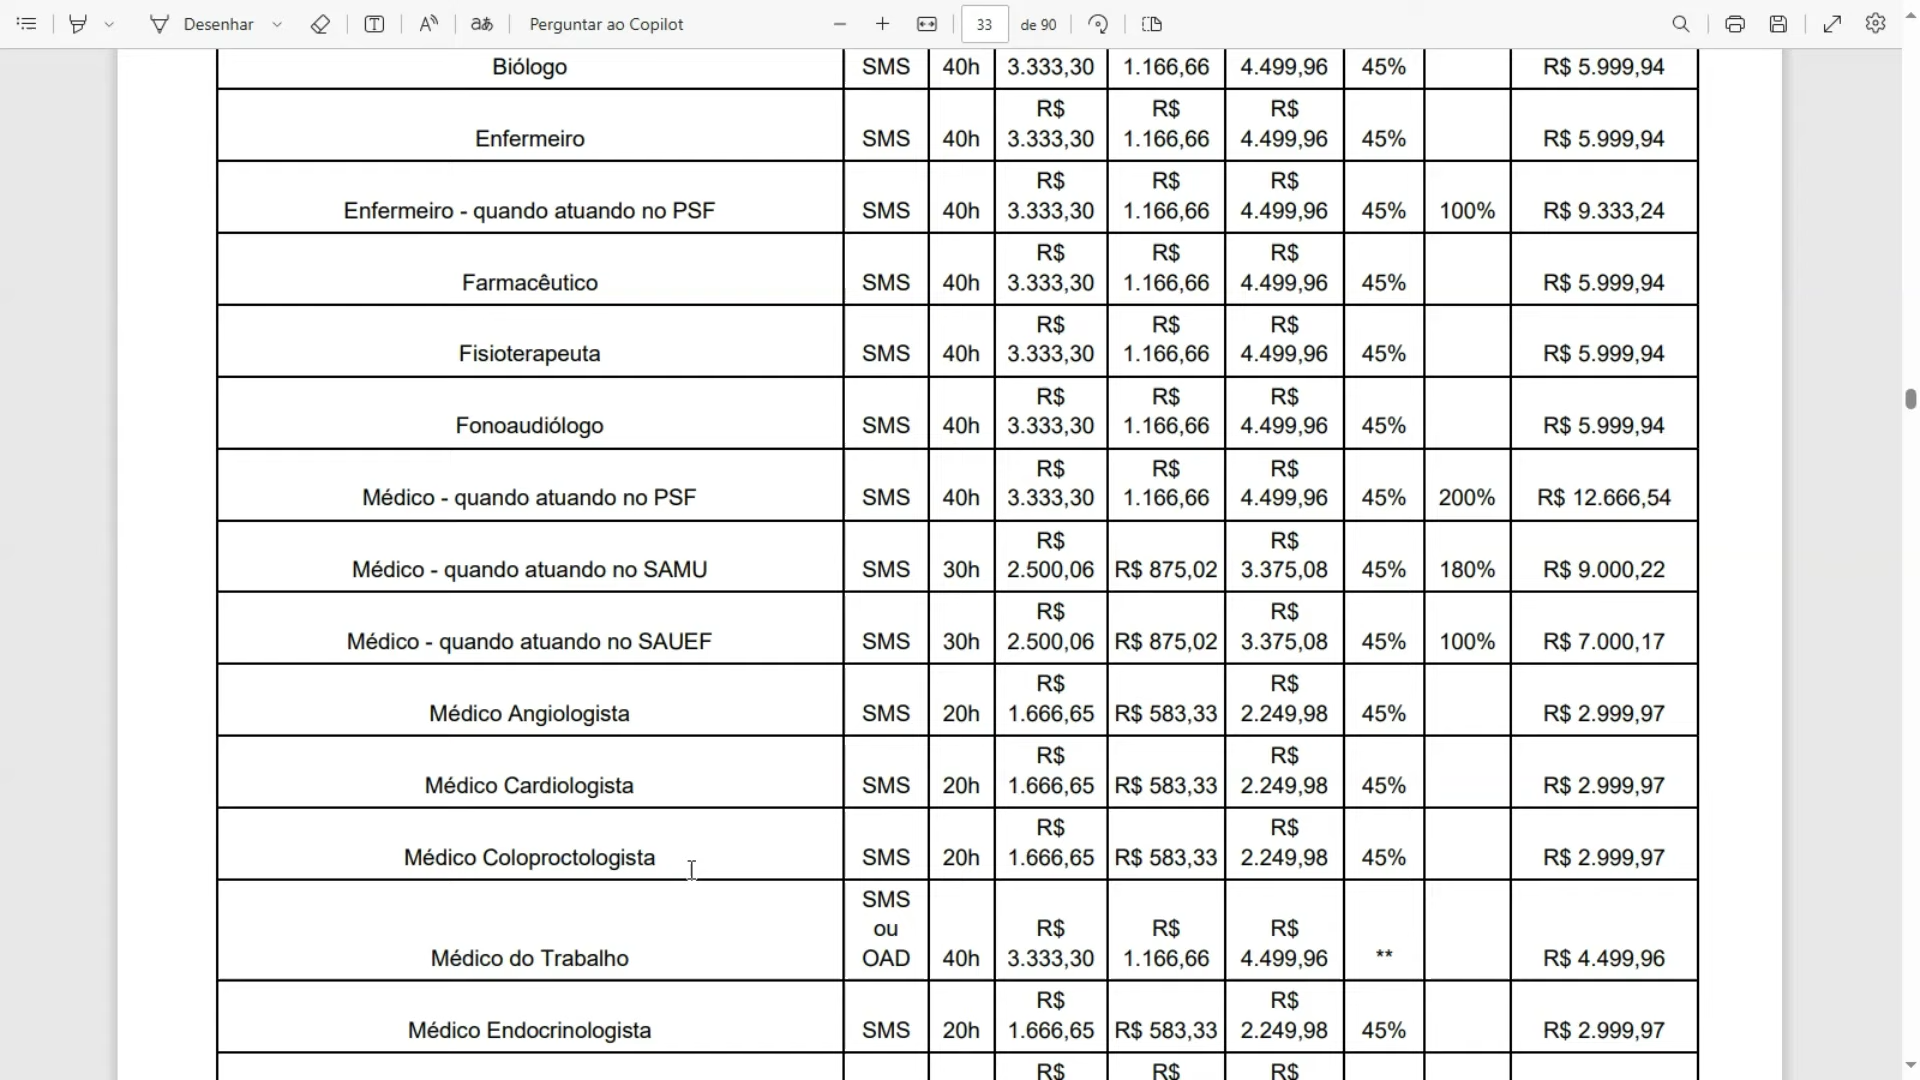 Desenhar
Perguntar ao Copilot
33 de 90
Biólogo SMS 40h 3.333,30 1.166,66 4.499,96 45% R$ 5.999,94
R$ R$ R$
Enfermeiro SMS 40h 3.333,30 1.166,66 4.499,96 45% R$ 5.999,94
R$ R$ R$
Enfermeiro - quando atuando no PSF SMS 40h 3.333,30 1.166,66 4.499,96 45% 100% R$ 9.333,24
R$ R$ R$
Farmacêutico SMS 40h 3.333,30 1.166,66 4.499,96 45% R$ 5.999,94
R$ R$ R$
Fisioterapeuta SMS 40h 3.333,30 1.166,66 4.499,96 45% R$ 5.999,94
R$ R$ R$
Fonoaudiólogo SMS 40h 3.333,30 1.166,66 4.499,96 45% R$ 5.999,94
R$ R$ R$
Médico - quando atuando no PSF SMS 40h 3.333,30 1.166,66 4.499,96 45% 200% R$ 12.666,54
R$ R$
Médico - quando atuando no SAMU SMS 30h 2.500,06 R$ 875,02 3.375,08 45% 180% R$ 9.000,22
R$ R$
Médico - quando atuando no SAUEF SMS 30h 2.500,06 R$ 875,02 3.375,08 45% 100% R$ 7.000,17
R$ R$
Médico Angiologista SMS 20h 1.666,65 R$ 583,33 2.249,98 45% R$ 2.999,97
R$ R$
Médico Cardiologista SMS 20h 1.666,65 R$ 583,33 2.249,98 45% R$ 2.999,97
R$ R$
Médico Coloproctologista SMS 20h 1.666,65 R$ 583,33 2.249,98 45% R$ 2.999,97
SMS
ou R$ R$ R$
Médico do Trabalho OAD 40h 3.333,30 1.166,66 4.499,96 ** R$ 4.499,96
R$ R$
Médico Endocrinologista SMS 20h 1.666,65 R$ 583,33 2.249,98 45% R$ 2.999,97
R$ R$ R$